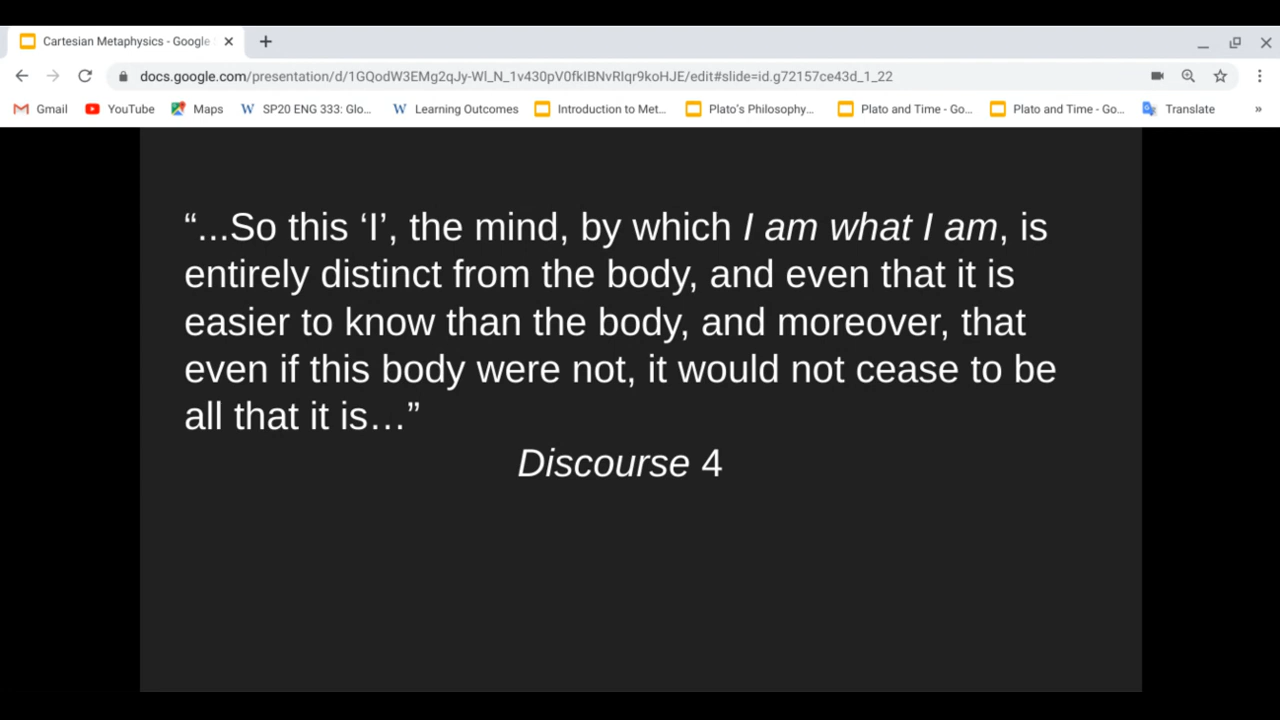 Cartesian Metaphysics - Google
docs.google.com/presentation/d/1GQodW3EMg2qJy-Wl_N_1v430pV0fkIBNvRIqr9koHJE/edit#slide=id.g72157ce43d_1_22
Gmail YouTube Maps SP20 ENG 333: Glo... Learning Outcomes Introduction to Met... Plato's Philosophy... Plato and Time - Go... Plato and Time - Go... Translate »
“...So this ‘I’, the mind, by which I am what I am, is
entirely distinct from the body, and even that it is
easier to know than the body, and moreover, that
even if this body were not, it would not cease to be
all that it is…”
Discourse 4